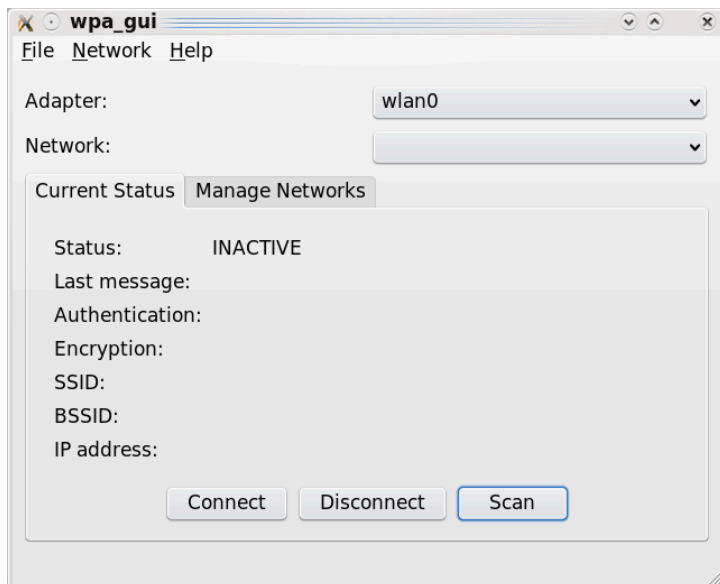 wpa_gui
File Network Help
Adapter: wlan0
Network:
Current Status Manage Networks
Status: INACTIVE
Last message:
Authentication:
Encryption:
SSID:
BSSID:
IP address:
Connect Disconnect Scan